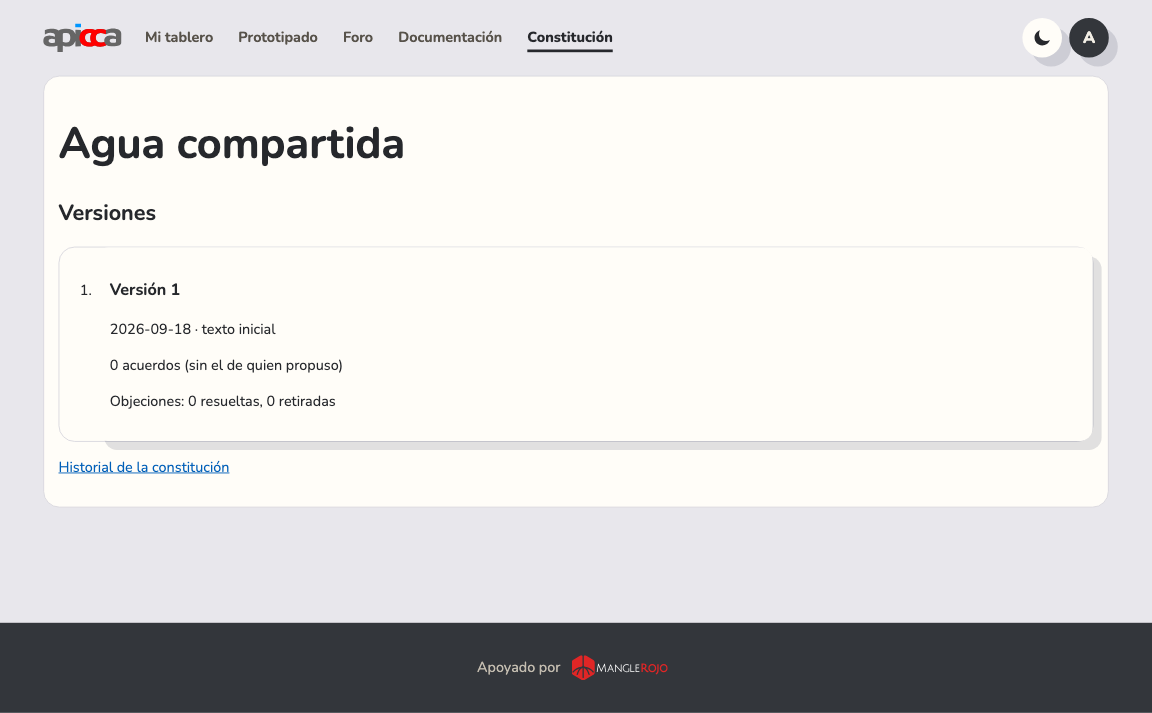 apicca
Mi tablero
Prototipado
Foro
Documentación
Constitución
A
Agua compartida
Versiones
1. Versión 1
2026-09-18 · texto inicial
0 acuerdos (sin el de quien propuso)
Objeciones: 0 resueltas, 0 retiradas
Historial de la constitución
Apoyado por MANGLEROJO